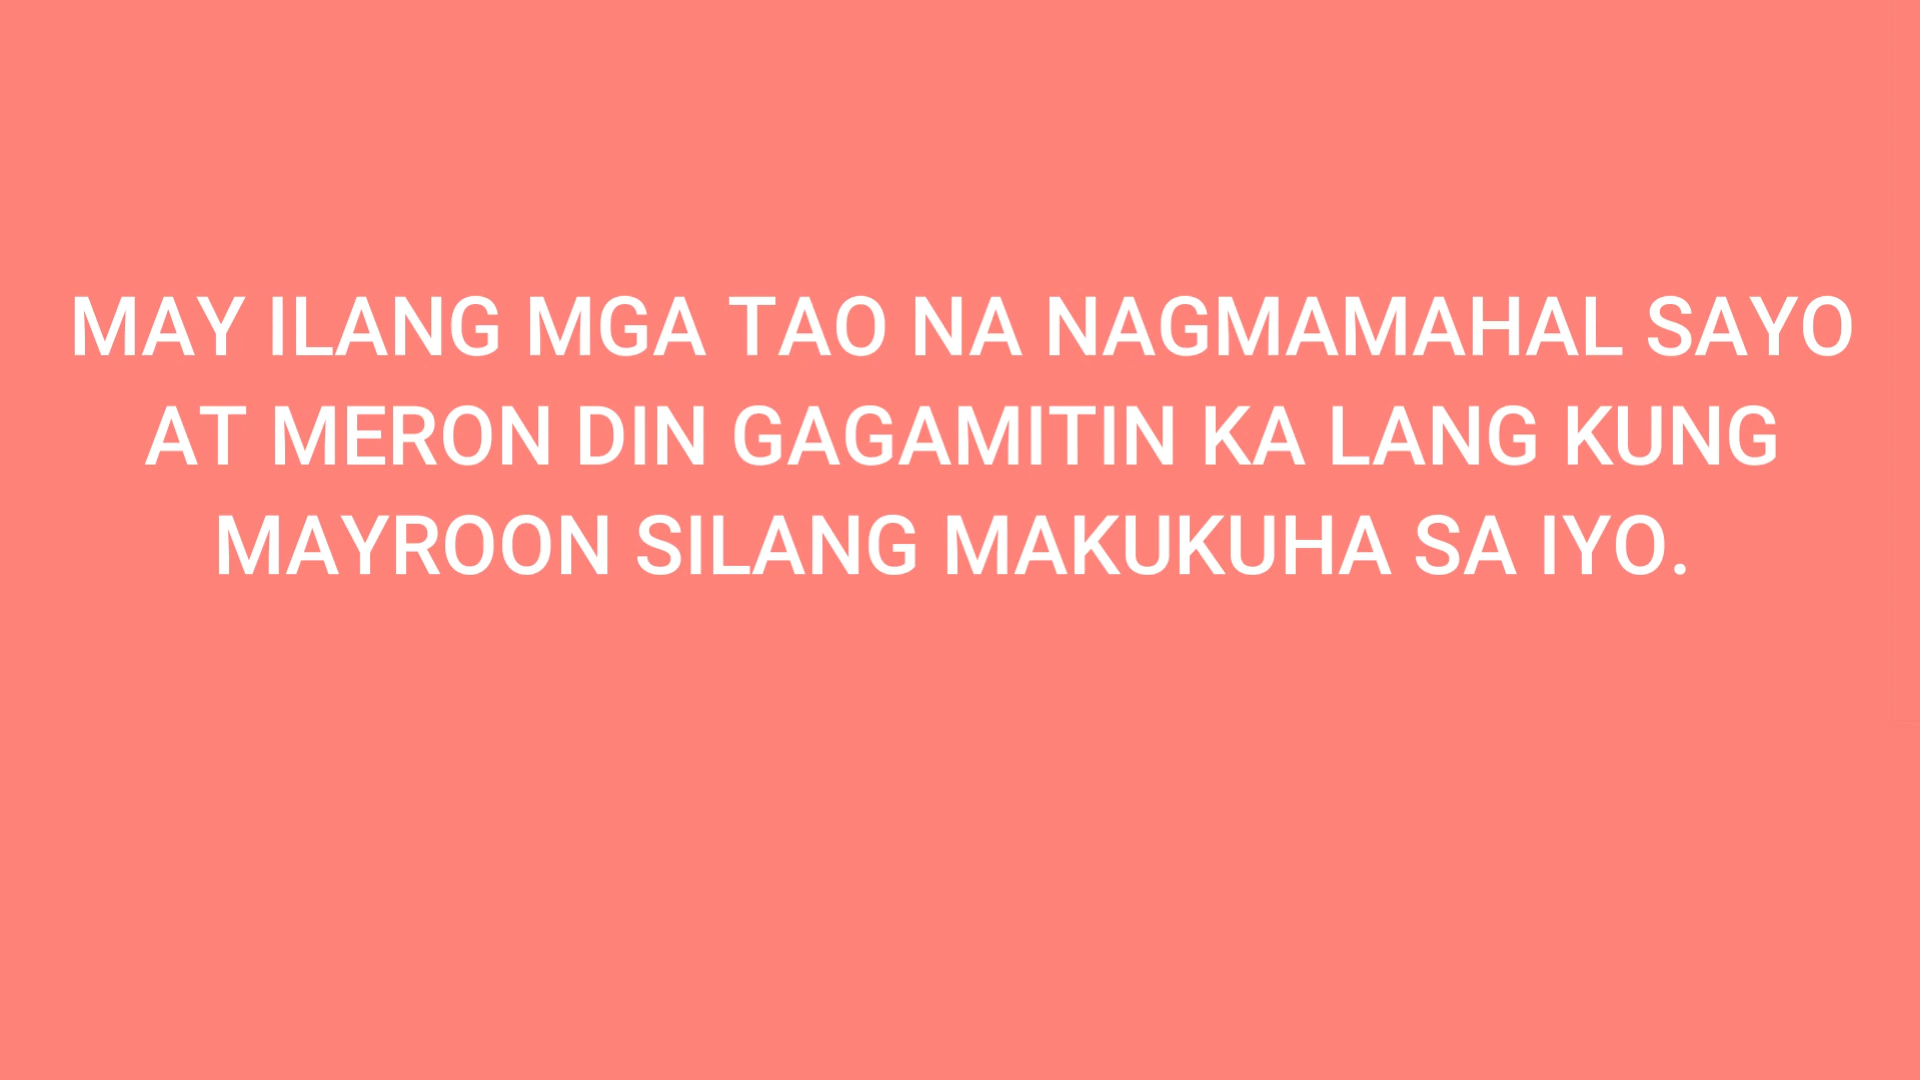 MAY ILANG MGA TAO NA NAGMAMAHAL SAYO
AT MERON DIN GAGAMITIN KA LANG KUNG
MAYROON SILANG MAKUKUHA SA IYO.